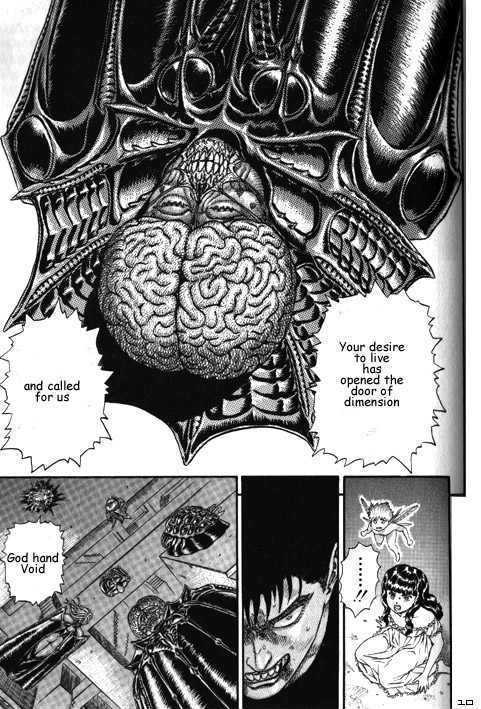 Your desire
to live
has
opened the
door of
dimension
and called
for us
......
!!
God hand
Void
10